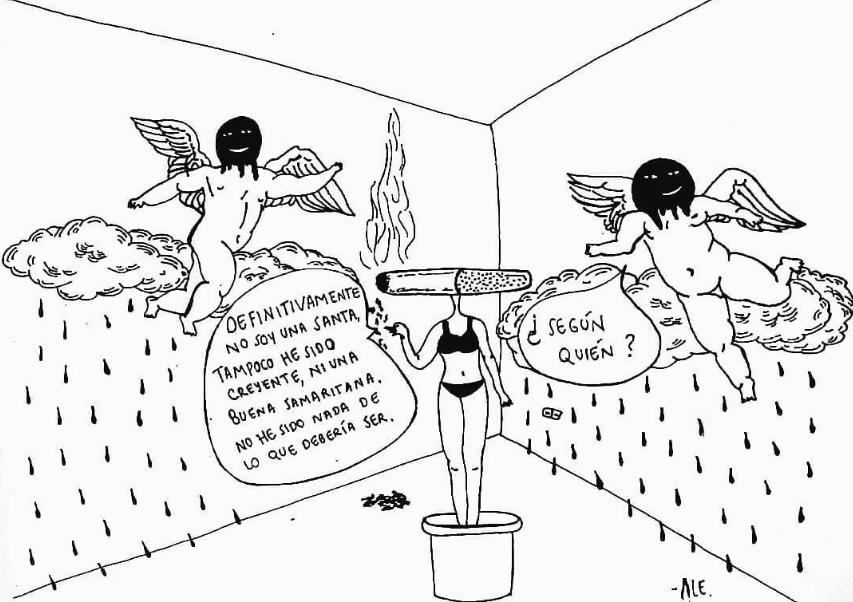 DEFINITIVAMENTE
NO SOY UNA SANTA,
TAMPOCO HE SIDO
CREYENTE, NI UNA
BUENA SAMARITANA.
NO HE SIDO NADA DE
LO QUE DEBERÍA SER.
¿ SEGÚN
QUIÉN ?
-ALE.